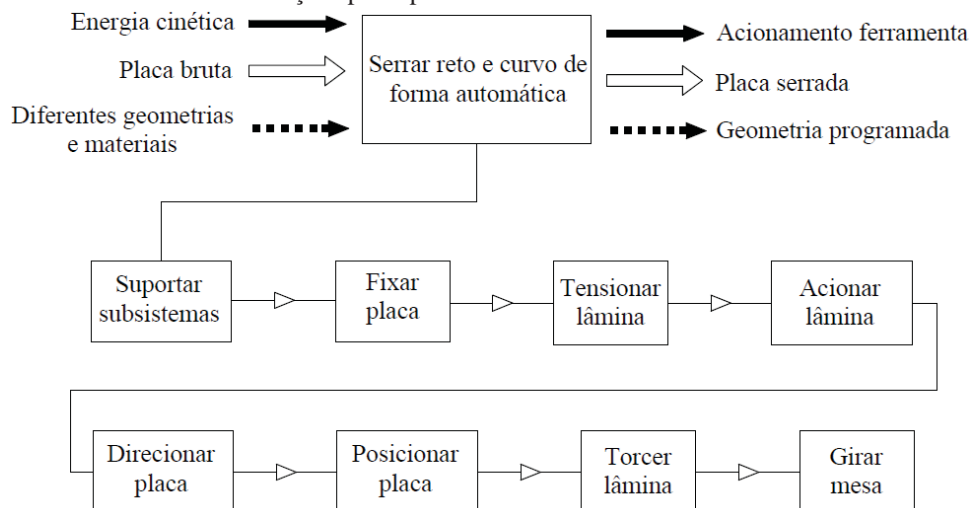 Energia cinética
Placa bruta
Diferentes geometrias
e materiais
Serrar reto e curvo de
forma automática
Acionamento ferramenta
Placa serrada
Geometria programada
Suportar
subsistemas
Fixar
placa
Tensionar
lâmina
Acionar
lâmina
Direcionar
placa
Posicionar
placa
Torcer
lâmina
Girar
mesa